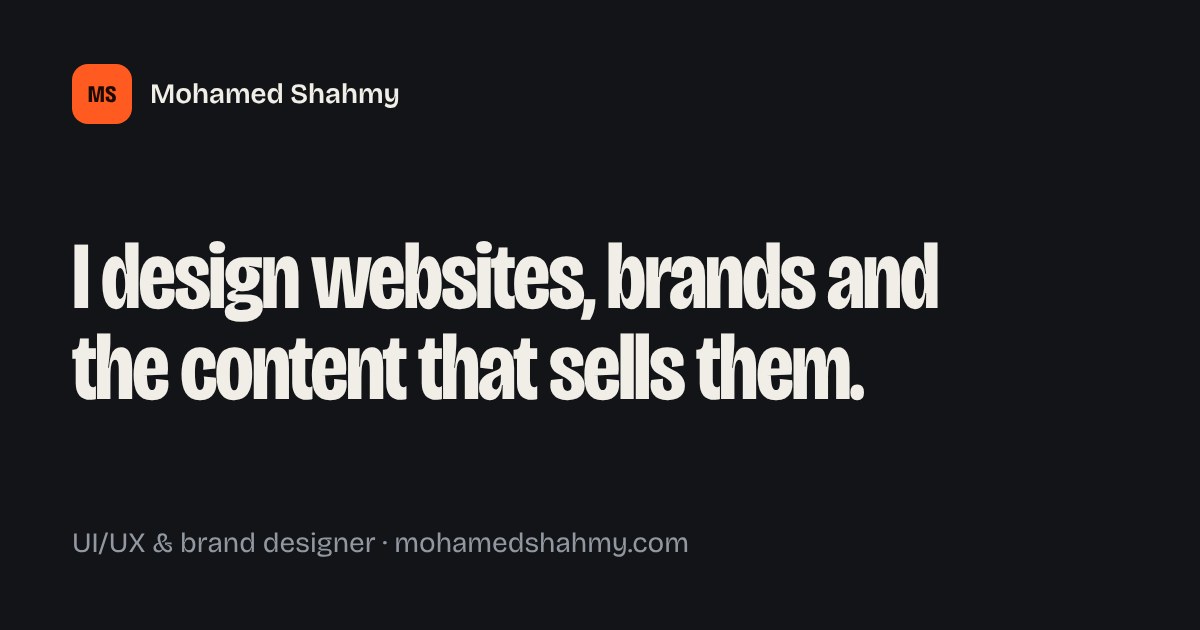 MS
Mohamed Shahmy
I design websites, brands and
the content that sells them.
UI/UX & brand designer · mohamedshahmy.com